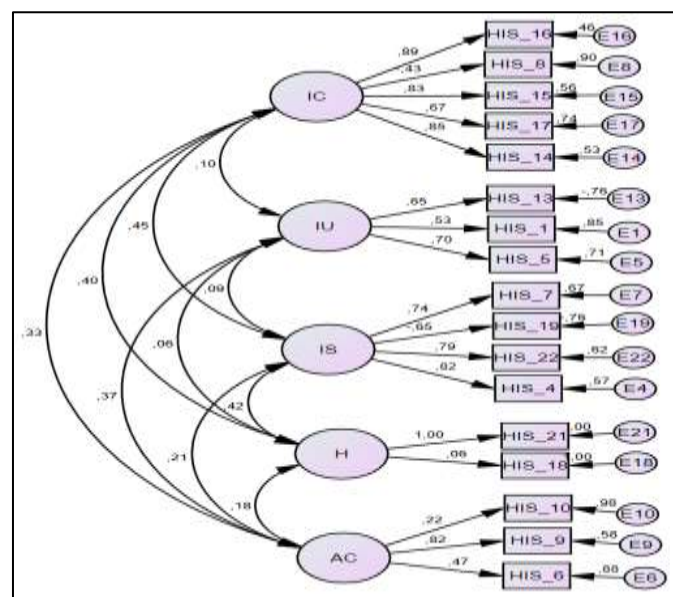 .89 HIS_16 .46 E16
-.43 HIS_8 .90 E8
IC .83 HIS_15 .56 E15
.67 HIS_17 .74 E17
.85 HIS_14 .53 E14
.10
.65 HIS_13 -.76 E13
IU .53 HIS_1 .85 E1
.70 HIS_5 .71 E5
.45
.40 .09
.74 HIS_7 .67 E7
.33 .06 IS -.65 HIS_19 -.76 E19
.79 HIS_22 .62 E22
.82 HIS_4 .57 E4
.37 .42
.21 H 1.00 HIS_21 .00 E21
.06 HIS_18 .00 E18
.18
.22 HIS_10 .98 E10
AC .82 HIS_9 .58 E9
.47 HIS_6 .88 E6